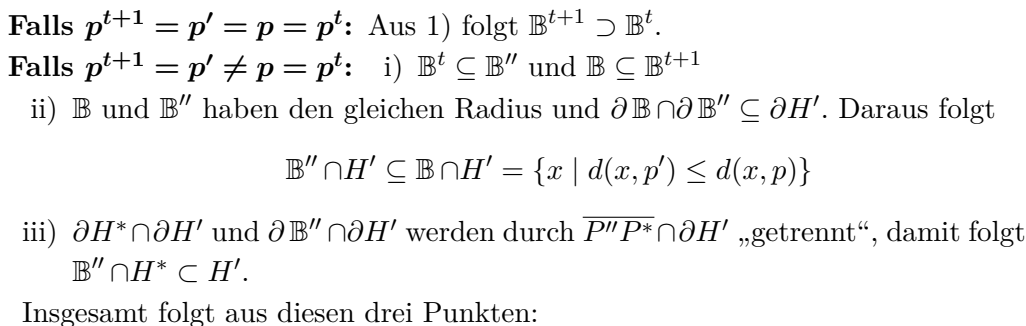 Falls p^{t+1} = p′ = p = p^t: Aus 1) folgt 𝔹^{t+1} ⊃ 𝔹^t.
Falls p^{t+1} = p′ ≠ p = p^t: i) 𝔹^t ⊆ 𝔹″ und 𝔹 ⊆ 𝔹^{t+1}
ii) 𝔹 und 𝔹″ haben den gleichen Radius und ∂𝔹∩∂𝔹″ ⊆ ∂H′. Daraus folgt
𝔹″∩H′ ⊆ 𝔹∩H′ = {x | d(x, p′) ≤ d(x, p)}
iii) ∂H*∩∂H′ und ∂𝔹″∩∂H′ werden durch \overline{P″P*}∩∂H′ „getrennt“, damit folgt
𝔹″∩H* ⊂ H′.
Insgesamt folgt aus diesen drei Punkten: